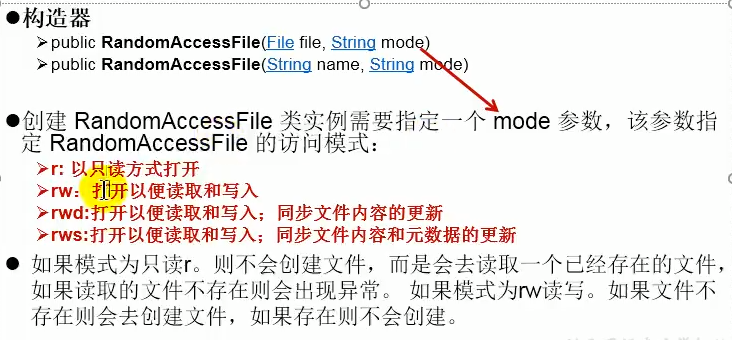 ●构造器
➢public RandomAccessFile(File file, String mode)
➢public RandomAccessFile(String name, String mode)
●创建 RandomAccessFile 类实例需要指定一个 mode 参数，该参数指
定 RandomAccessFile 的访问模式：
➢r: 以只读方式打开
➢rw：打开以便读取和写入
➢rwd:打开以便读取和写入；同步文件内容的更新
➢rws:打开以便读取和写入；同步文件内容和元数据的更新
● 如果模式为只读r。则不会创建文件，而是会去读取一个已经存在的文件，
如果读取的文件不存在则会出现异常。 如果模式为rw读写。如果文件不
存在则会去创建文件，如果存在则不会创建。